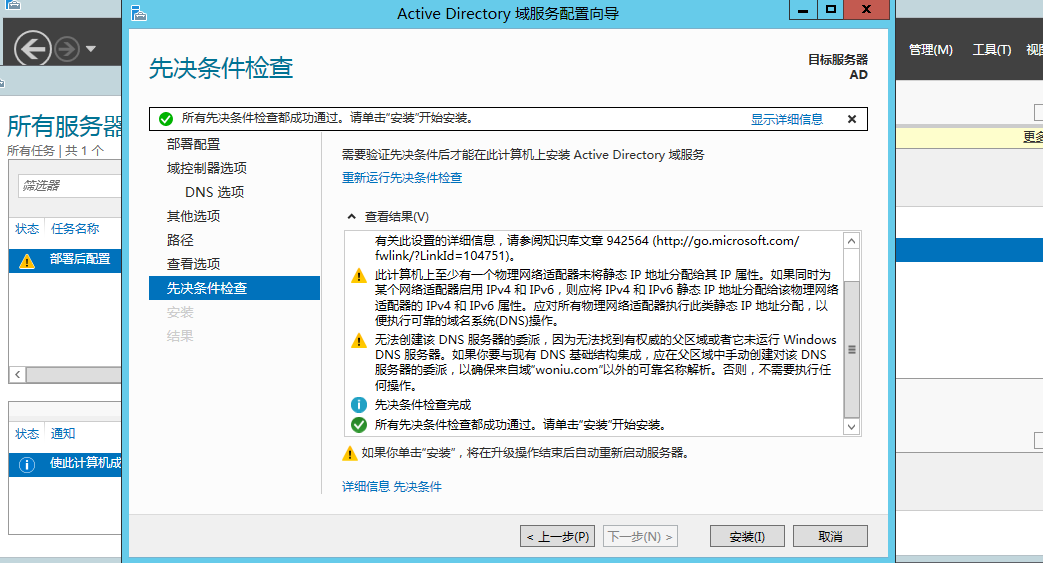 Active Directory 域服务配置向导
管理(M) 工具(T)
先决条件检查
目标服务器
AD
所有先决条件检查都成功通过。请单击"安装"开始安装。 显示详细信息
所有服务器
所有任务 | 共 1 个
筛选器
状态 任务名称
部署后配置
状态 通知
使此计算机成
部署配置
域控制器选项
DNS 选项
其他选项
路径
查看选项
先决条件检查
安装
结果
需要验证先决条件后才能在此计算机上安装 Active Directory 域服务
重新运行先决条件检查
查看结果(V)
有关此设置的详细信息，请参阅知识库文章 942564 (http://go.microsoft.com/
fwlink/?LinkId=104751)。
此计算机上至少有一个物理网络适配器未将静态 IP 地址分配给其 IP 属性。如果同时为
某个网络适配器启用 IPv4 和 IPv6，则应将 IPv4 和 IPv6 静态 IP 地址分配给该物理网络
适配器的 IPv4 和 IPv6 属性。应对所有物理网络适配器执行此类静态 IP 地址分配，以
便执行可靠的域名系统(DNS)操作。
无法创建该 DNS 服务器的委派，因为无法找到有权威的父区域或者它未运行 Windows
DNS 服务器。如果你要与现有 DNS 基础结构集成，应在父区域中手动创建对该 DNS
服务器的委派，以确保来自域"woniu.com"以外的可靠名称解析。否则，不需要执行任
何操作。
先决条件检查完成
所有先决条件检查都成功通过。请单击"安装"开始安装。
如果你单击"安装"，将在升级操作结束后自动重新启动服务器。
详细信息 先决条件
< 上一步(P) 下一步(N) > 安装(I) 取消